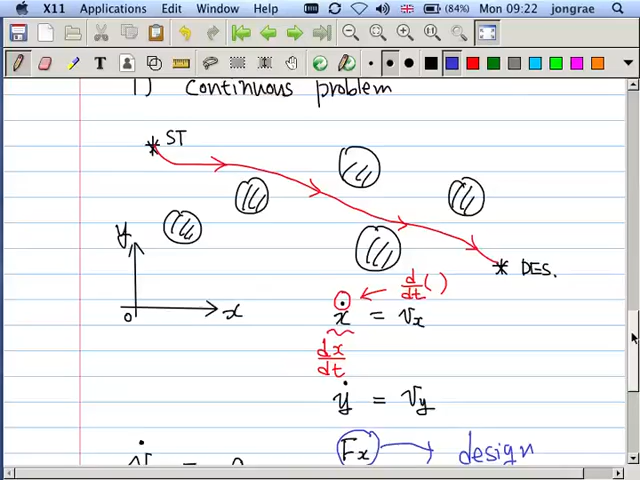 X11 Applications Edit Window Help (84%) Mon 09:22 jongrae
1) continuous problem
ST
y
DES.
d/dt ( )
0 x
ẋ = Vx
dx/dt
ẏ = Vy
Fx design